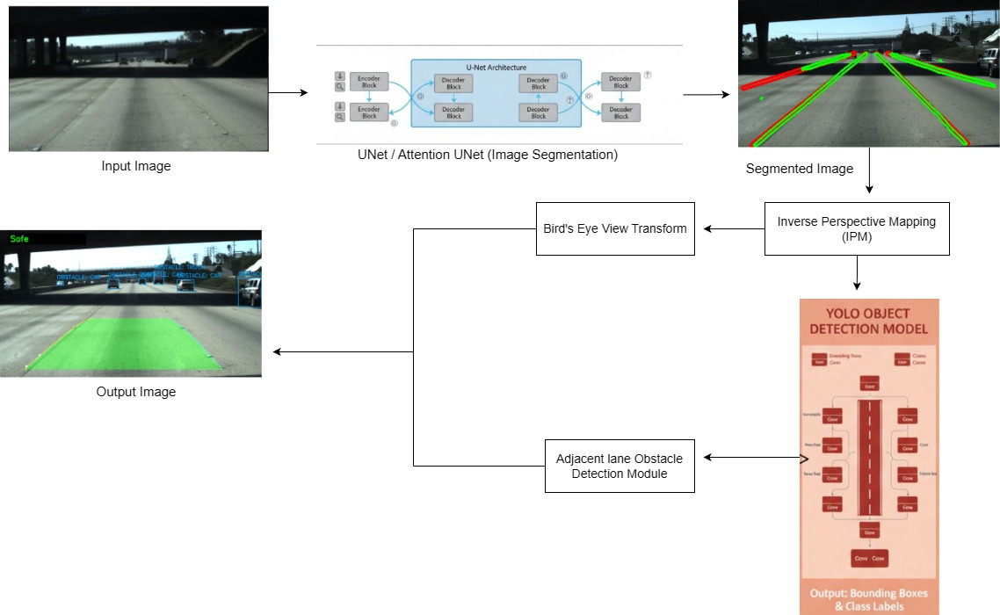 Input Image
U-Net Architecture
Encoder
Block
Encoder
Block
G
G
Decoder
Block
Decoder
Block
Decoder
Block
Decoder
Block
G
G
Decoder
Block
Decoder
Block
UNet / Attention UNet (Image Segmentation)
Segmented Image
Inverse Perspective Mapping
(IPM)
Bird's Eye View Transform
Safe
OBSTACLE: CAR
OBSTACLE: CAR
Output Image
YOLO OBJECT
DETECTION MODEL
Conv
Conv
Conv
Conv
Conv
Conv
Conv
Conv
Conv
Conv Conv
Output: Bounding Boxes
& Class Labels
Adjacent lane Obstacle
Detection Module